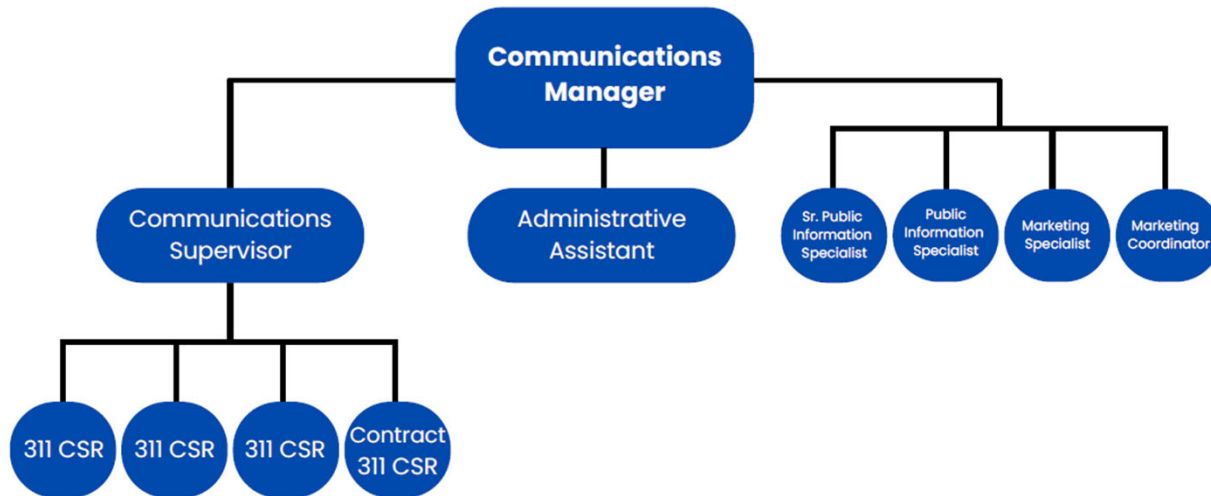 Communications
Manager
Communications
Supervisor
Administrative
Assistant
Sr. Public
Information
Specialist
Public
Information
Specialist
Marketing
Specialist
Marketing
Coordinator
311 CSR
311 CSR
311 CSR
Contract
311 CSR